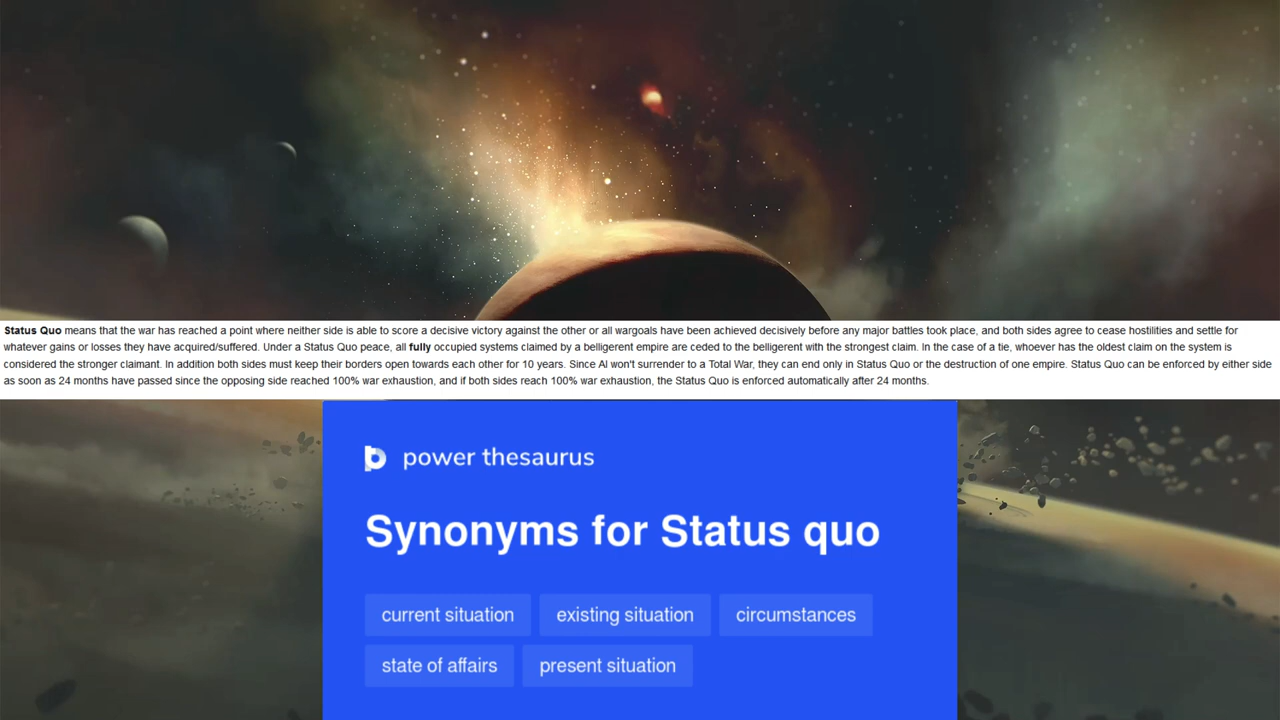 Status Quo means that the war has reached a point where neither side is able to score a decisive victory against the other or all wargoals have been achieved decisively before any major battles took place, and both sides agree to cease hostilities and settle for
whatever gains or losses they have acquired/suffered. Under a Status Quo peace, all fully occupied systems claimed by a belligerent empire are ceded to the belligerent with the strongest claim. In the case of a tie, whoever has the oldest claim on the system is
considered the stronger claimant. In addition both sides must keep their borders open towards each other for 10 years. Since AI won't surrender to a Total War, they can end only in Status Quo or the destruction of one empire. Status Quo can be enforced by either side
as soon as 24 months have passed since the opposing side reached 100% war exhaustion, and if both sides reach 100% war exhaustion, the Status Quo is enforced automatically after 24 months.
power thesaurus
Synonyms for Status quo
current situation existing situation circumstances
state of affairs present situation